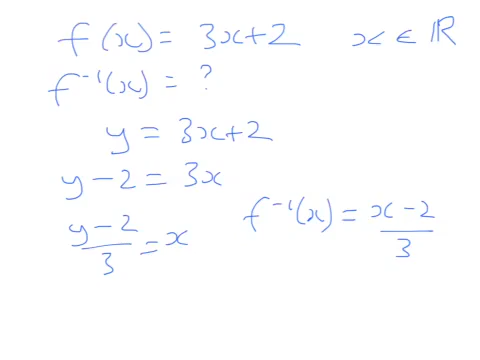 f(x) = 3x+2 x ∈ ℝ
f⁻¹(x) = ?
y = 3x+2
y−2 = 3x
(y−2)/3 = x f⁻¹(x) = (x−2)/3